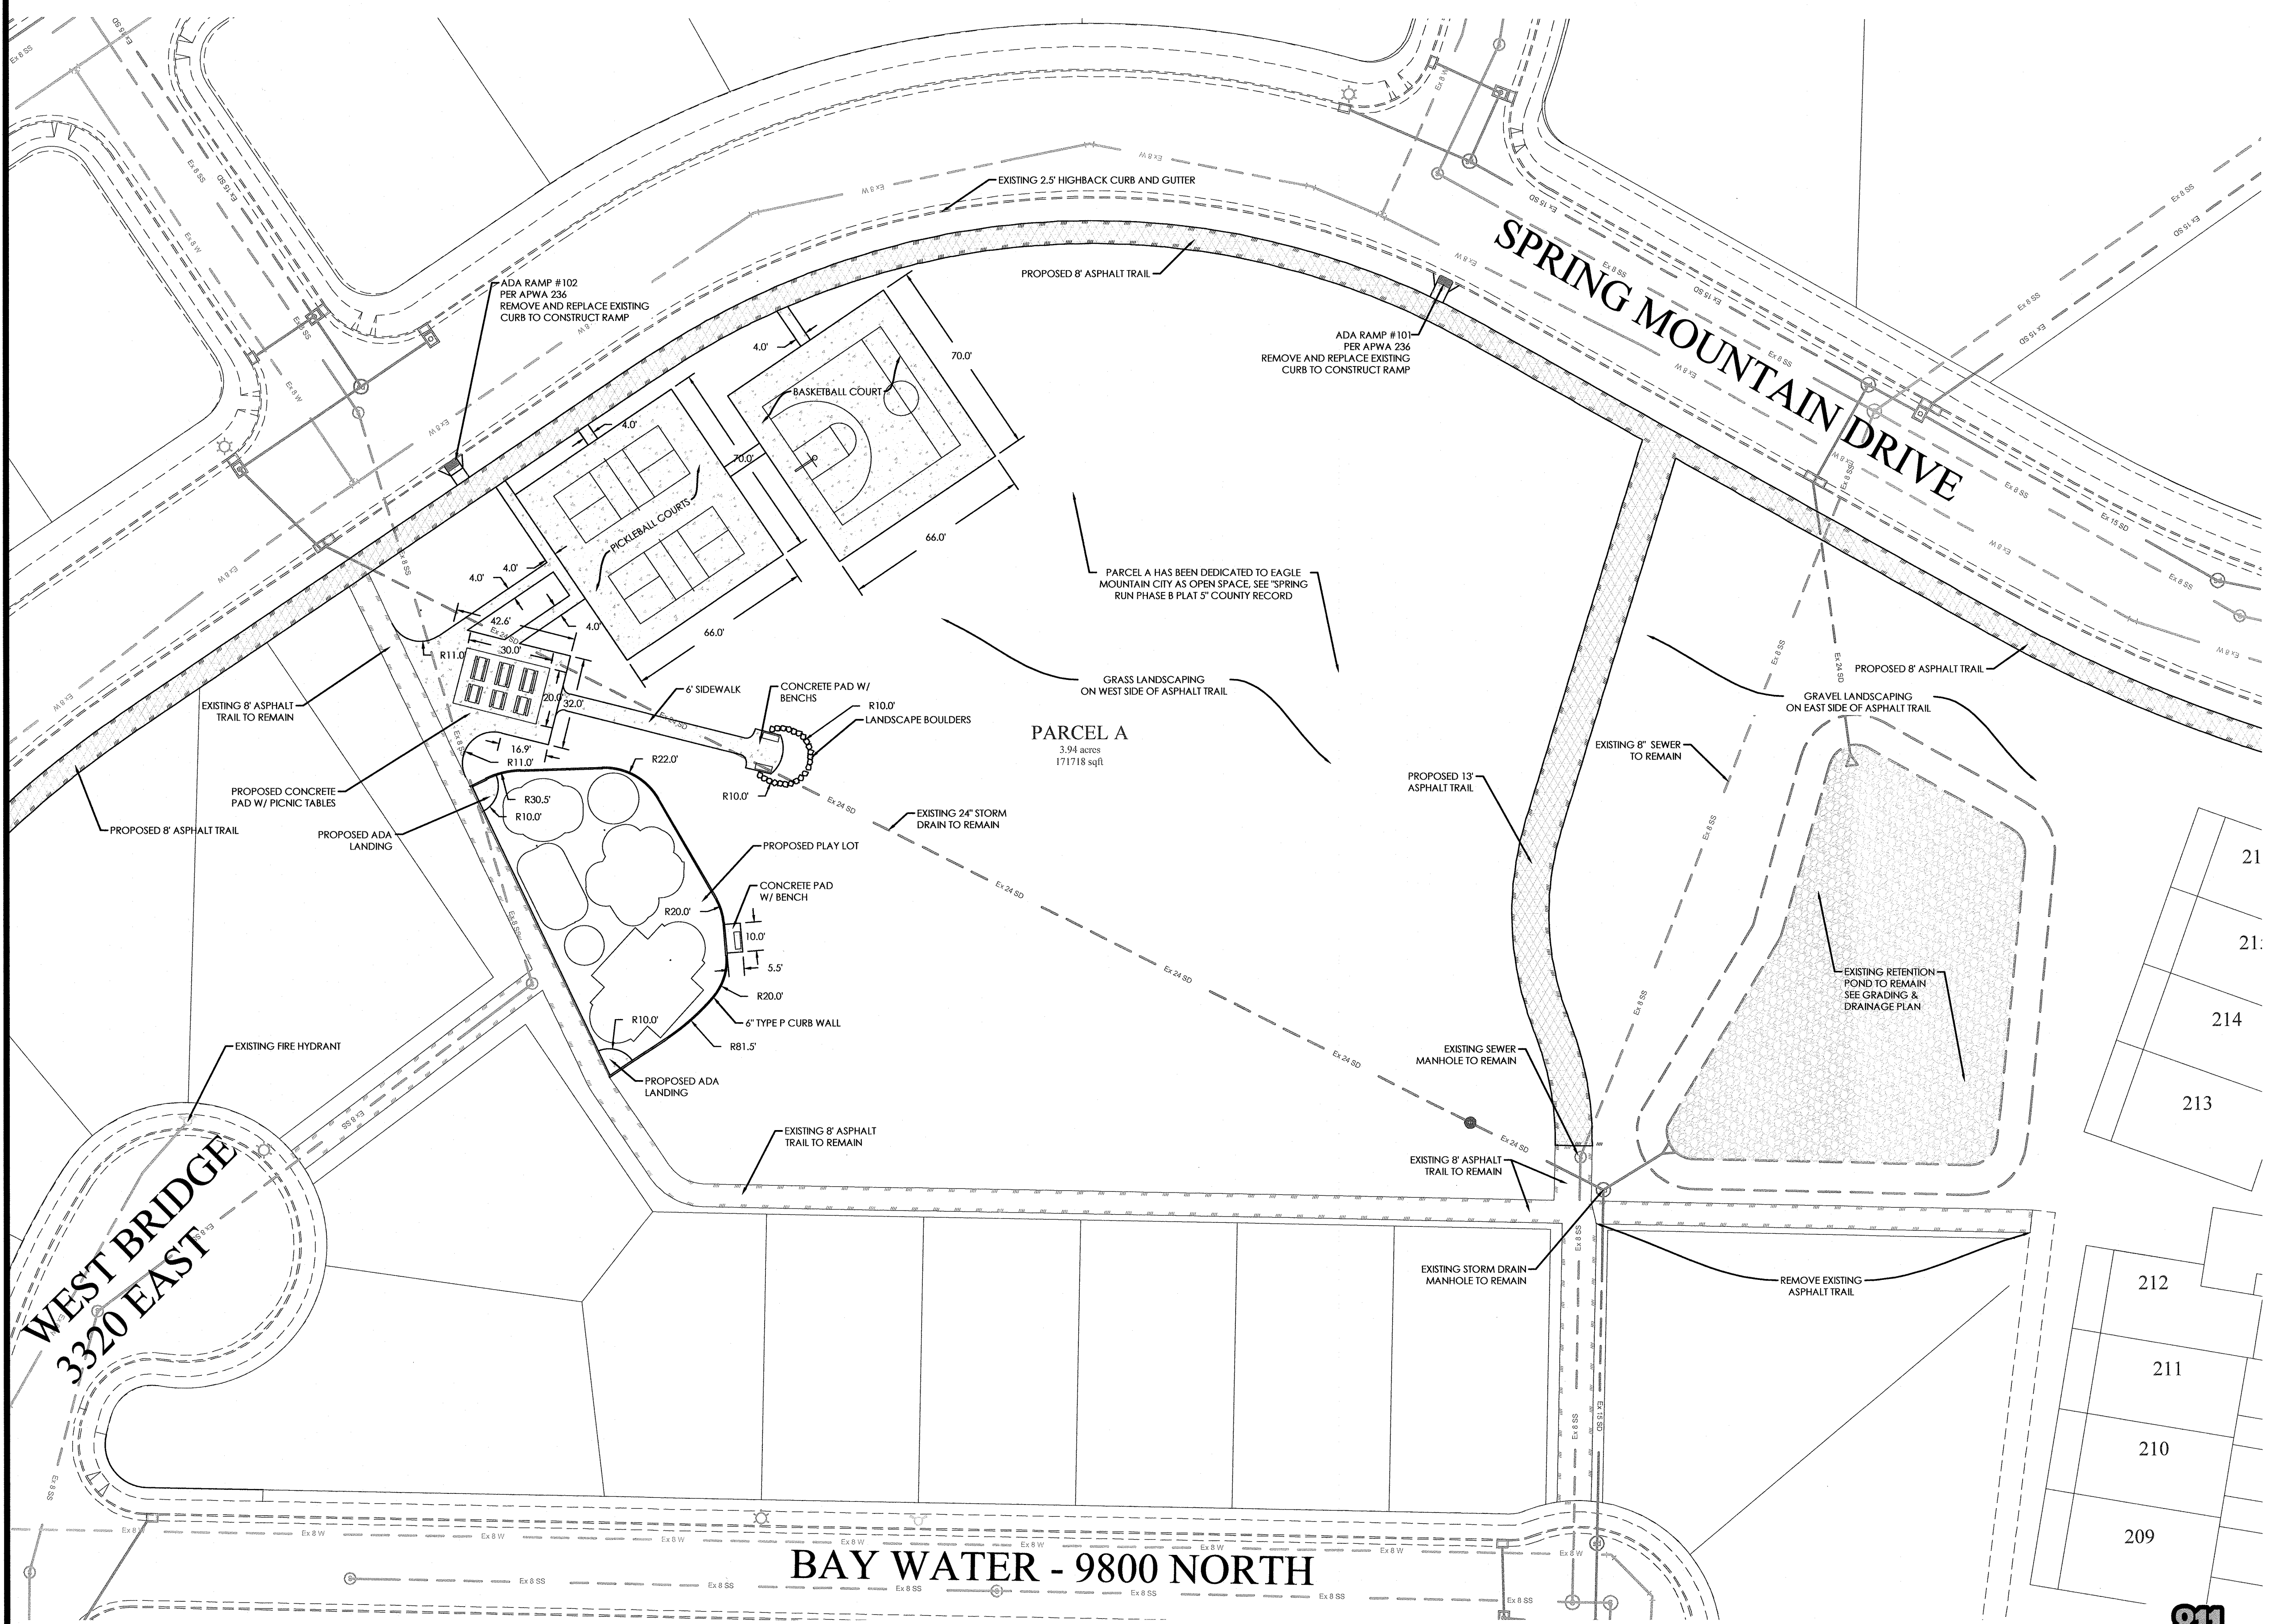 EXISTING 2.5' HIGHBACK CURB AND GUTTER
PROPOSED 8' ASPHALT TRAIL
SPRING MOUNTAIN DRIVE
ADA RAMP #102
PER APWA 236
REMOVE AND REPLACE EXISTING
CURB TO CONSTRUCT RAMP
ADA RAMP #101
PER APWA 236
REMOVE AND REPLACE EXISTING
CURB TO CONSTRUCT RAMP
4.0'
70.0'
BASKETBALL COURT
4.0'
70.0'
PICKLEBALL COURTS
66.0'
4.0'
4.0'
42.6'
4.0'
66.0'
30.0'
R11.0'
20.0'
32.0'
PARCEL A HAS BEEN DEDICATED TO EAGLE
MOUNTAIN CITY AS OPEN SPACE, SEE "SPRING
RUN PHASE B PLAT 5" COUNTY RECORD
GRASS LANDSCAPING
ON WEST SIDE OF ASPHALT TRAIL
PROPOSED 8' ASPHALT TRAIL
GRAVEL LANDSCAPING
ON EAST SIDE OF ASPHALT TRAIL
EXISTING 8' ASPHALT
TRAIL TO REMAIN
6' SIDEWALK
CONCRETE PAD W/
BENCHS
R10.0'
LANDSCAPE BOULDERS
PARCEL A
3.94 acres
171718 sqft
EXISTING 8" SEWER
TO REMAIN
16.9'
R11.0'
R22.0'
R10.0'
PROPOSED 13'
ASPHALT TRAIL
PROPOSED CONCRETE
PAD W/ PICNIC TABLES
R30.5'
R10.0'
EXISTING 24" STORM
DRAIN TO REMAIN
PROPOSED 8' ASPHALT TRAIL
PROPOSED ADA
LANDING
PROPOSED PLAY LOT
CONCRETE PAD
W/ BENCH
R20.0'
10.0'
5.5'
R20.0'
6" TYPE P CURB WALL
R10.0'
R81.5'
PROPOSED ADA
LANDING
EXISTING RETENTION
POND TO REMAIN
SEE GRADING &
DRAINAGE PLAN
EXISTING FIRE HYDRANT
EXISTING SEWER
MANHOLE TO REMAIN
EXISTING 8' ASPHALT
TRAIL TO REMAIN
EXISTING 8' ASPHALT
TRAIL TO REMAIN
EXISTING STORM DRAIN
MANHOLE TO REMAIN
REMOVE EXISTING
ASPHALT TRAIL
WEST BRIDGE
3320 EAST
BAY WATER - 9800 NORTH
214
213
212
211
210
209
Ex 8 SS
Ex 15 SD
Ex 8 W
Ex 24 SD